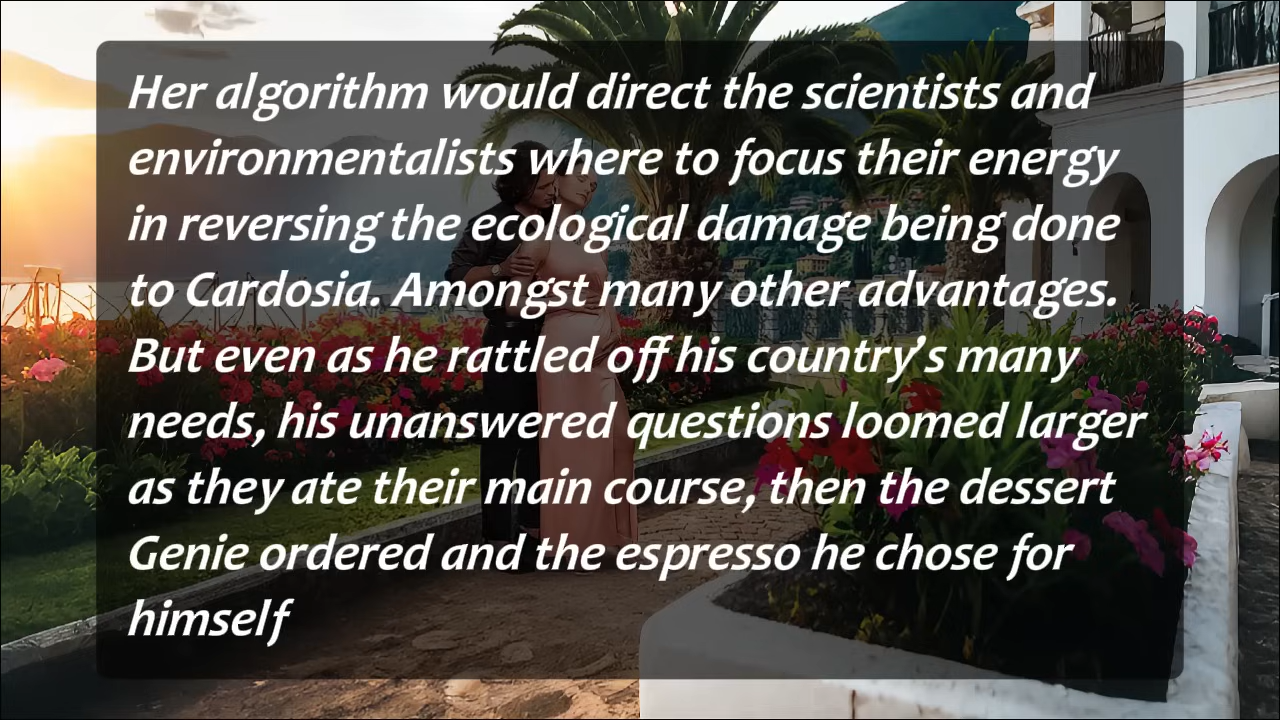 Her algorithm would direct the scientists and
environmentalists where to focus their energy
in reversing the ecological damage being done
to Cardosia. Amongst many other advantages.
But even as he rattled off his country’s many
needs, his unanswered questions loomed larger
as they ate their main course, then the dessert
Genie ordered and the espresso he chose for
himself